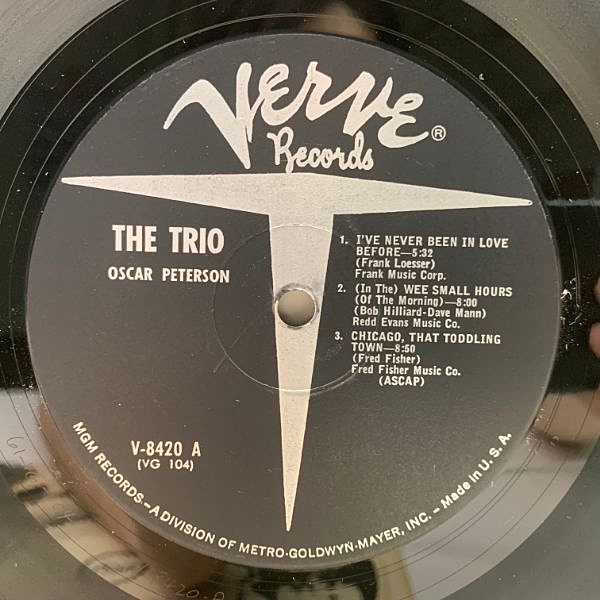 VERVE®
Records
THE TRIO
OSCAR PETERSON
1. I'VE NEVER BEEN IN LOVE
BEFORE—5:32
(Frank Loesser)
Frank Music Corp.
2. (In The) WEE SMALL HOURS
(Of The Morning)—8:00
(Bob Hilliard-Dave Mann)
Redd Evans Music Co.
3. CHICAGO, THAT TODDLING
TOWN—8:50
(Fred Fisher)
Fred Fisher Music Co.
(ASCAP)
V-8420 A
(VG 104)
MGM RECORDS—A DIVISION OF METRO-GOLDWYN-MAYER, INC. – Made in U.S.A.